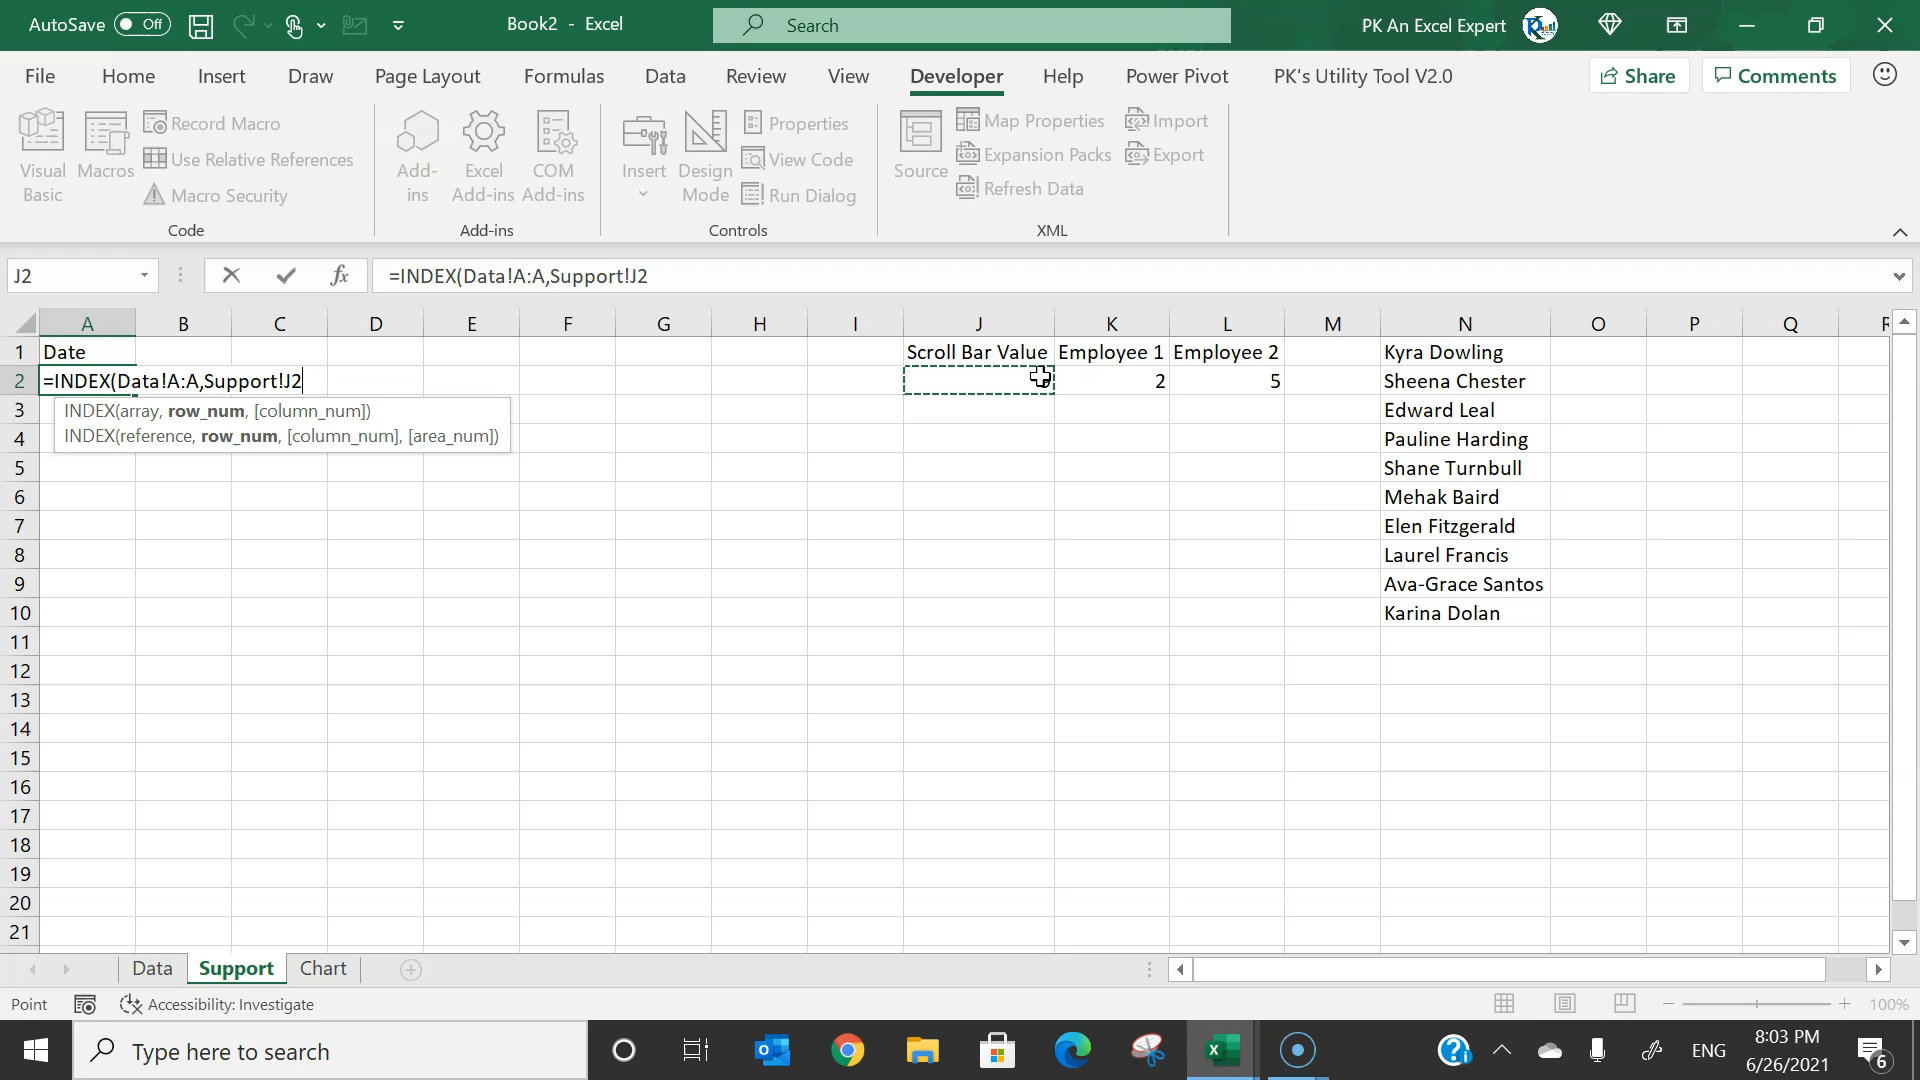 AutoSave Off Book2 - Excel Search PK An Excel Expert
File Home Insert Draw Page Layout Formulas Data Review View Developer Help Power Pivot PK's Utility Tool V2.0 Share Comments
Visual Basic
Macros
Record Macro
Use Relative References
Macro Security
Code
Add-ins
Excel Add-ins
COM Add-ins
Add-ins
Insert
Design Mode
Properties
View Code
Run Dialog
Controls
Source
Map Properties
Expansion Packs
Refresh Data
Import
Export
XML
J2 fx =INDEX(Data!A:A,Support!J2
A B C D E F G H I J K L M N O P Q R
1 Date Scroll Bar Value Employee 1 Employee 2 Kyra Dowling
2 =INDEX(Data!A:A,Support!J2 2 5 Sheena Chester
INDEX(array, row_num, [column_num])
INDEX(reference, row_num, [column_num], [area_num])
3 Edward Leal
4 Pauline Harding
5 Shane Turnbull
6 Mehak Baird
7 Elen Fitzgerald
8 Laurel Francis
9 Ava-Grace Santos
10 Karina Dolan
11
12
13
14
15
16
17
18
19
20
21
Data Support Chart
Point Accessibility: Investigate 100%
Type here to search ENG 8:03 PM
6/26/2021 6